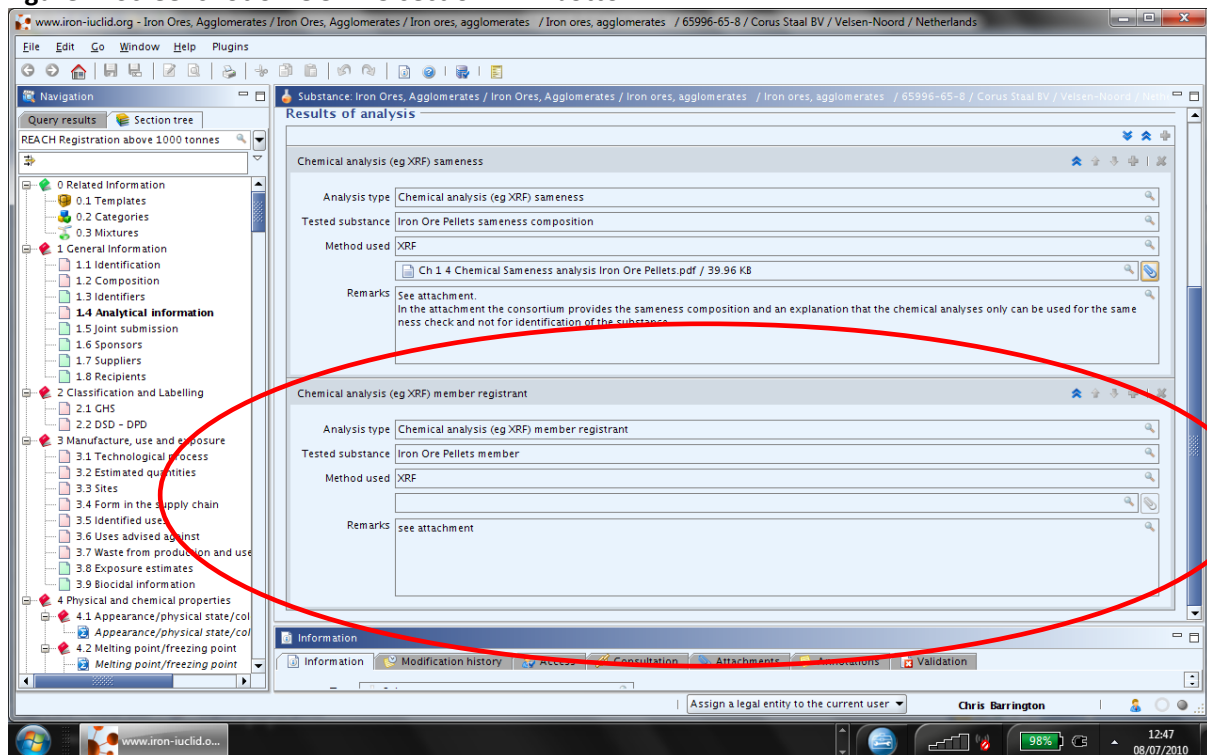 www.iron-iuclid.org - Iron Ores, Agglomerates / Iron Ores, Agglomerates / Iron ores, agglomerates / Iron ores, agglomerates / 65996-65-8 / Corus Staal BV / Velsen-Noord / Netherlands
File Edit Go Window Help Plugins
Navigation
Query results Section tree
REACH Registration above 1000 tonnes
0 Related Information
0.1 Templates
0.2 Categories
0.3 Mixtures
1 General Information
1.1 Identification
1.2 Composition
1.3 Identifiers
1.4 Analytical information
1.5 Joint submission
1.6 Sponsors
1.7 Suppliers
1.8 Recipients
2 Classification and Labelling
2.1 GHS
2.2 DSD - DPD
3 Manufacture, use and exposure
3.1 Technological process
3.2 Estimated quantities
3.3 Sites
3.4 Form in the supply chain
3.5 Identified uses
3.6 Uses advised against
3.7 Waste from production and use
3.8 Exposure estimates
3.9 Biocidal information
4 Physical and chemical properties
4.1 Appearance/physical state/col
Appearance/physical state/col
4.2 Melting point/freezing point
Melting point/freezing point
Substance: Iron Ores, Agglomerates / Iron Ores, Agglomerates / Iron ores, agglomerates / Iron ores, agglomerates / 65996-65-8 / Corus Staal BV / Velsen-Noord / Neth
Results of analysis
Chemical analysis (eg XRF) sameness
Analysis type Chemical analysis (eg XRF) sameness
Tested substance Iron Ore Pellets sameness composition
Method used XRF
Ch 1 4 Chemical Sameness analysis Iron Ore Pellets.pdf / 39.96 KB
Remarks See attachment.
In the attachment the consortium provides the sameness composition and an explanation that the chemical analyses only can be used for the same
ness check and not for identification of the substance.
Chemical analysis (eg XRF) member registrant
Analysis type Chemical analysis (eg XRF) member registrant
Tested substance Iron Ore Pellets member
Method used XRF
Remarks see attachment
Information
Information Modification history Access Consultation Attachments Annotations Validation
Assign a legal entity to the current user Chris Barrington
www.iron-iuclid.o... 98% 12:47
08/07/2010